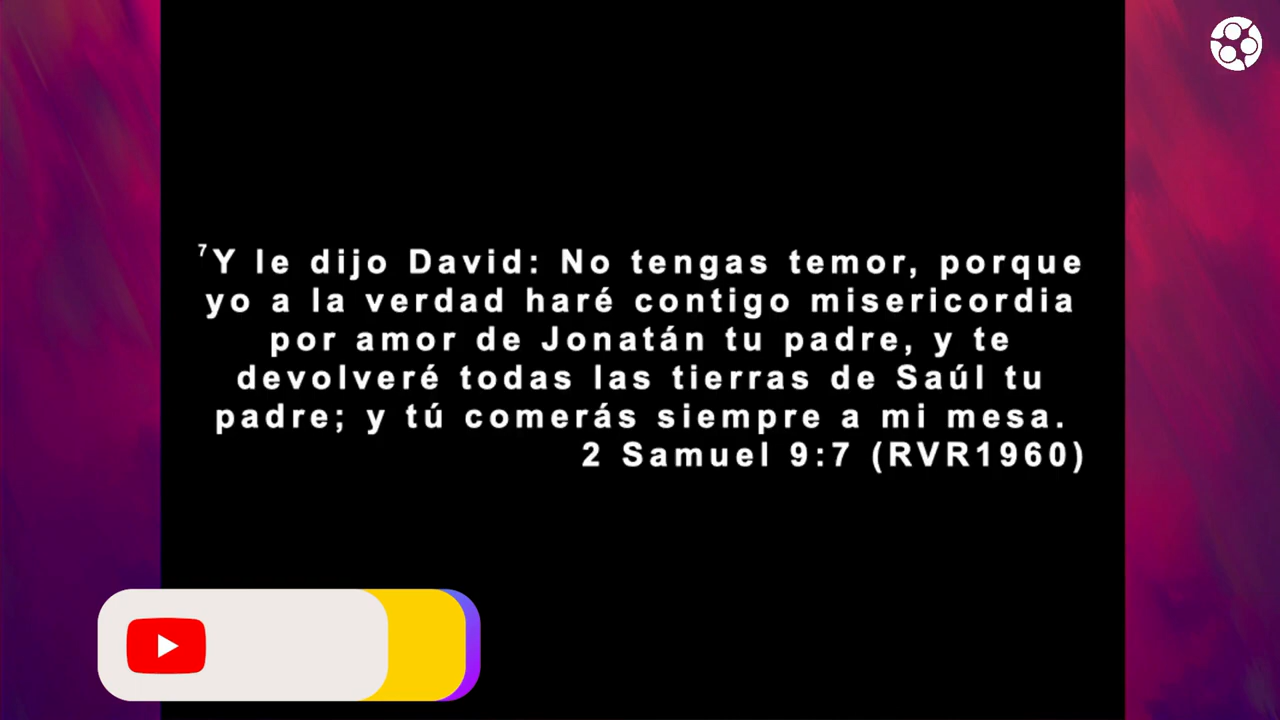 ⁷Y le dijo David: No tengas temor, porque
yo a la verdad haré contigo misericordia
por amor de Jonatán tu padre, y te
devolveré todas las tierras de Saúl tu
padre; y tú comerás siempre a mi mesa.
2 Samuel 9:7 (RVR1960)